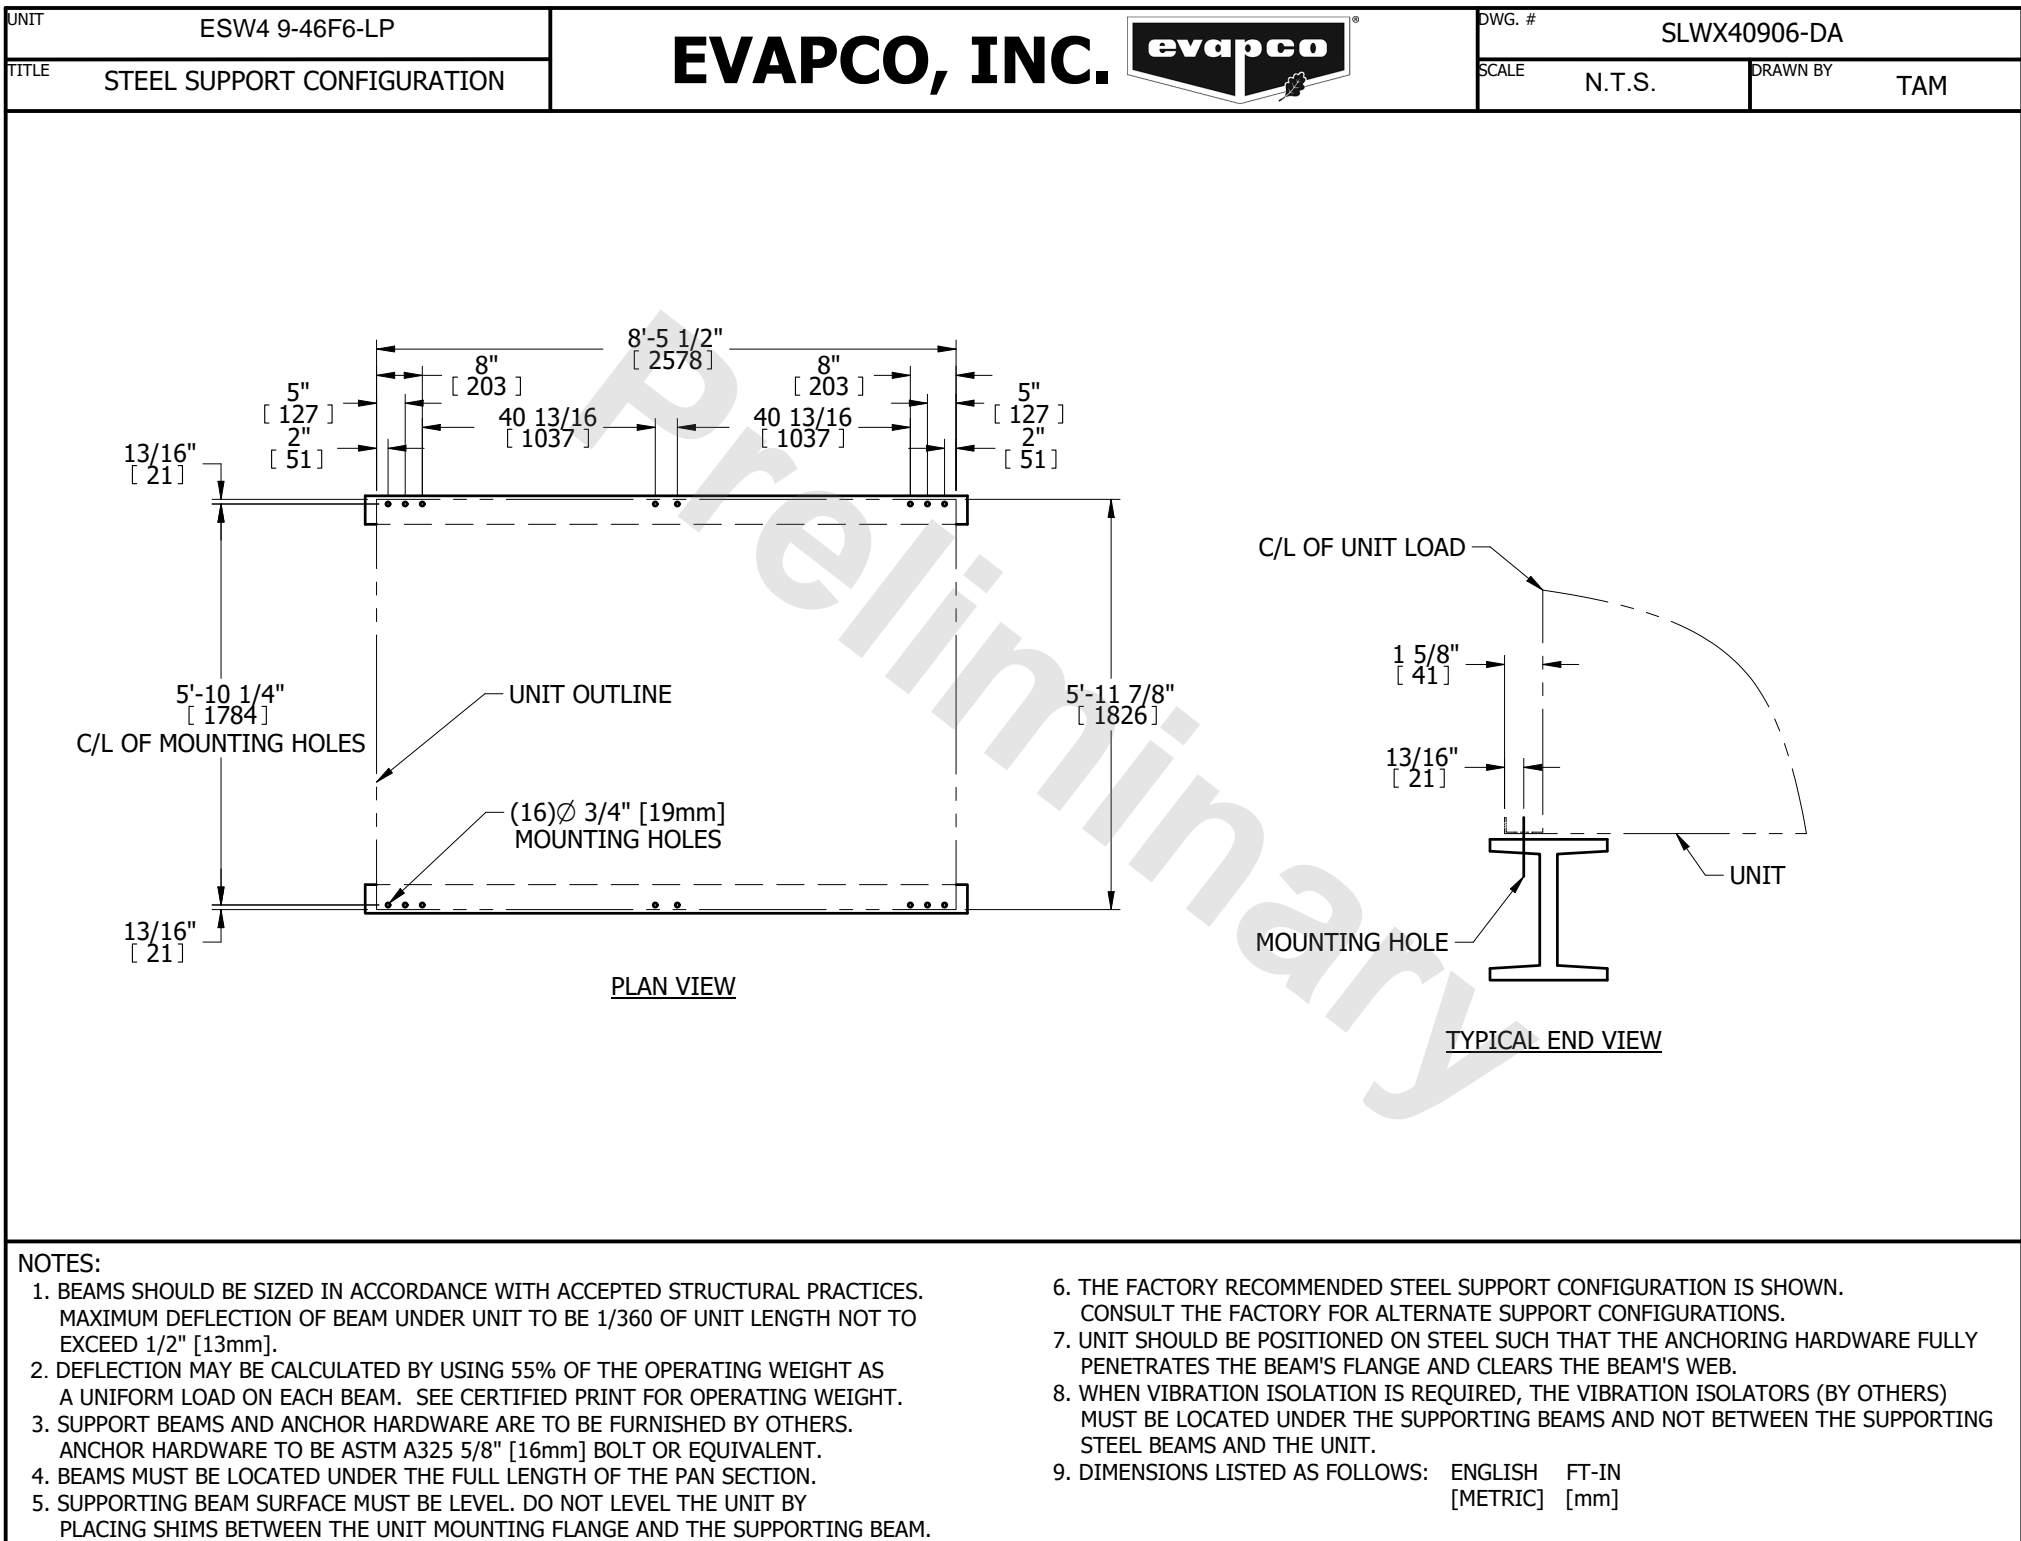 UNIT
ESW4 9-46F6-LP
TITLE
STEEL SUPPORT CONFIGURATION
EVAPCO, INC.
evapco
®
DWG. #
SLWX40906-DA
SCALE
N.T.S.
DRAWN BY
TAM
8'-5 1/2"
[ 2578 ]
8"
[ 203 ]
8"
[ 203 ]
5"
[ 127 ]
5"
[ 127 ]
40 13/16
[ 1037 ]
40 13/16
[ 1037 ]
2"
[ 51 ]
2"
[ 51 ]
13/16"
[ 21 ]
5'-10 1/4"
[ 1784 ]
C/L OF MOUNTING HOLES
UNIT OUTLINE
5'-11 7/8"
[ 1826 ]
(16)Ø 3/4" [19mm]
MOUNTING HOLES
13/16"
[ 21 ]
PLAN VIEW
C/L OF UNIT LOAD
1 5/8"
[ 41 ]
13/16"
[ 21 ]
UNIT
MOUNTING HOLE
TYPICAL END VIEW
Preliminary
NOTES:
1. BEAMS SHOULD BE SIZED IN ACCORDANCE WITH ACCEPTED STRUCTURAL PRACTICES.
MAXIMUM DEFLECTION OF BEAM UNDER UNIT TO BE 1/360 OF UNIT LENGTH NOT TO
EXCEED 1/2" [13mm].
2. DEFLECTION MAY BE CALCULATED BY USING 55% OF THE OPERATING WEIGHT AS
A UNIFORM LOAD ON EACH BEAM. SEE CERTIFIED PRINT FOR OPERATING WEIGHT.
3. SUPPORT BEAMS AND ANCHOR HARDWARE ARE TO BE FURNISHED BY OTHERS.
ANCHOR HARDWARE TO BE ASTM A325 5/8" [16mm] BOLT OR EQUIVALENT.
4. BEAMS MUST BE LOCATED UNDER THE FULL LENGTH OF THE PAN SECTION.
5. SUPPORTING BEAM SURFACE MUST BE LEVEL. DO NOT LEVEL THE UNIT BY
PLACING SHIMS BETWEEN THE UNIT MOUNTING FLANGE AND THE SUPPORTING BEAM.
6. THE FACTORY RECOMMENDED STEEL SUPPORT CONFIGURATION IS SHOWN.
CONSULT THE FACTORY FOR ALTERNATE SUPPORT CONFIGURATIONS.
7. UNIT SHOULD BE POSITIONED ON STEEL SUCH THAT THE ANCHORING HARDWARE FULLY
PENETRATES THE BEAM'S FLANGE AND CLEARS THE BEAM'S WEB.
8. WHEN VIBRATION ISOLATION IS REQUIRED, THE VIBRATION ISOLATORS (BY OTHERS)
MUST BE LOCATED UNDER THE SUPPORTING BEAMS AND NOT BETWEEN THE SUPPORTING
STEEL BEAMS AND THE UNIT.
9. DIMENSIONS LISTED AS FOLLOWS: ENGLISH FT-IN
[METRIC] [mm]